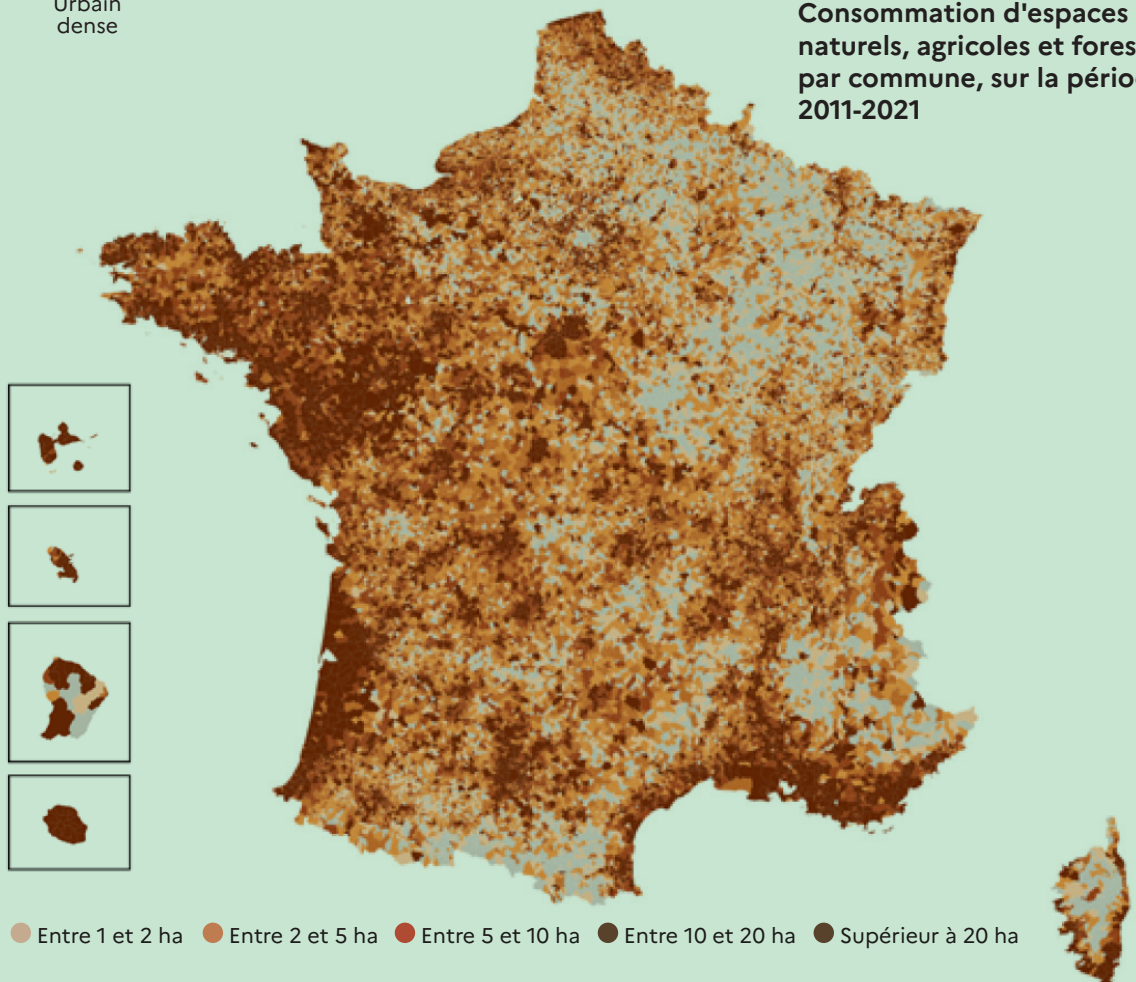 Urbain
dense
Consommation d'espaces
naturels, agricoles et fores
par commune, sur la pério
2011-2021
Entre 1 et 2 ha Entre 2 et 5 ha Entre 5 et 10 ha Entre 10 et 20 ha Supérieur à 20 ha